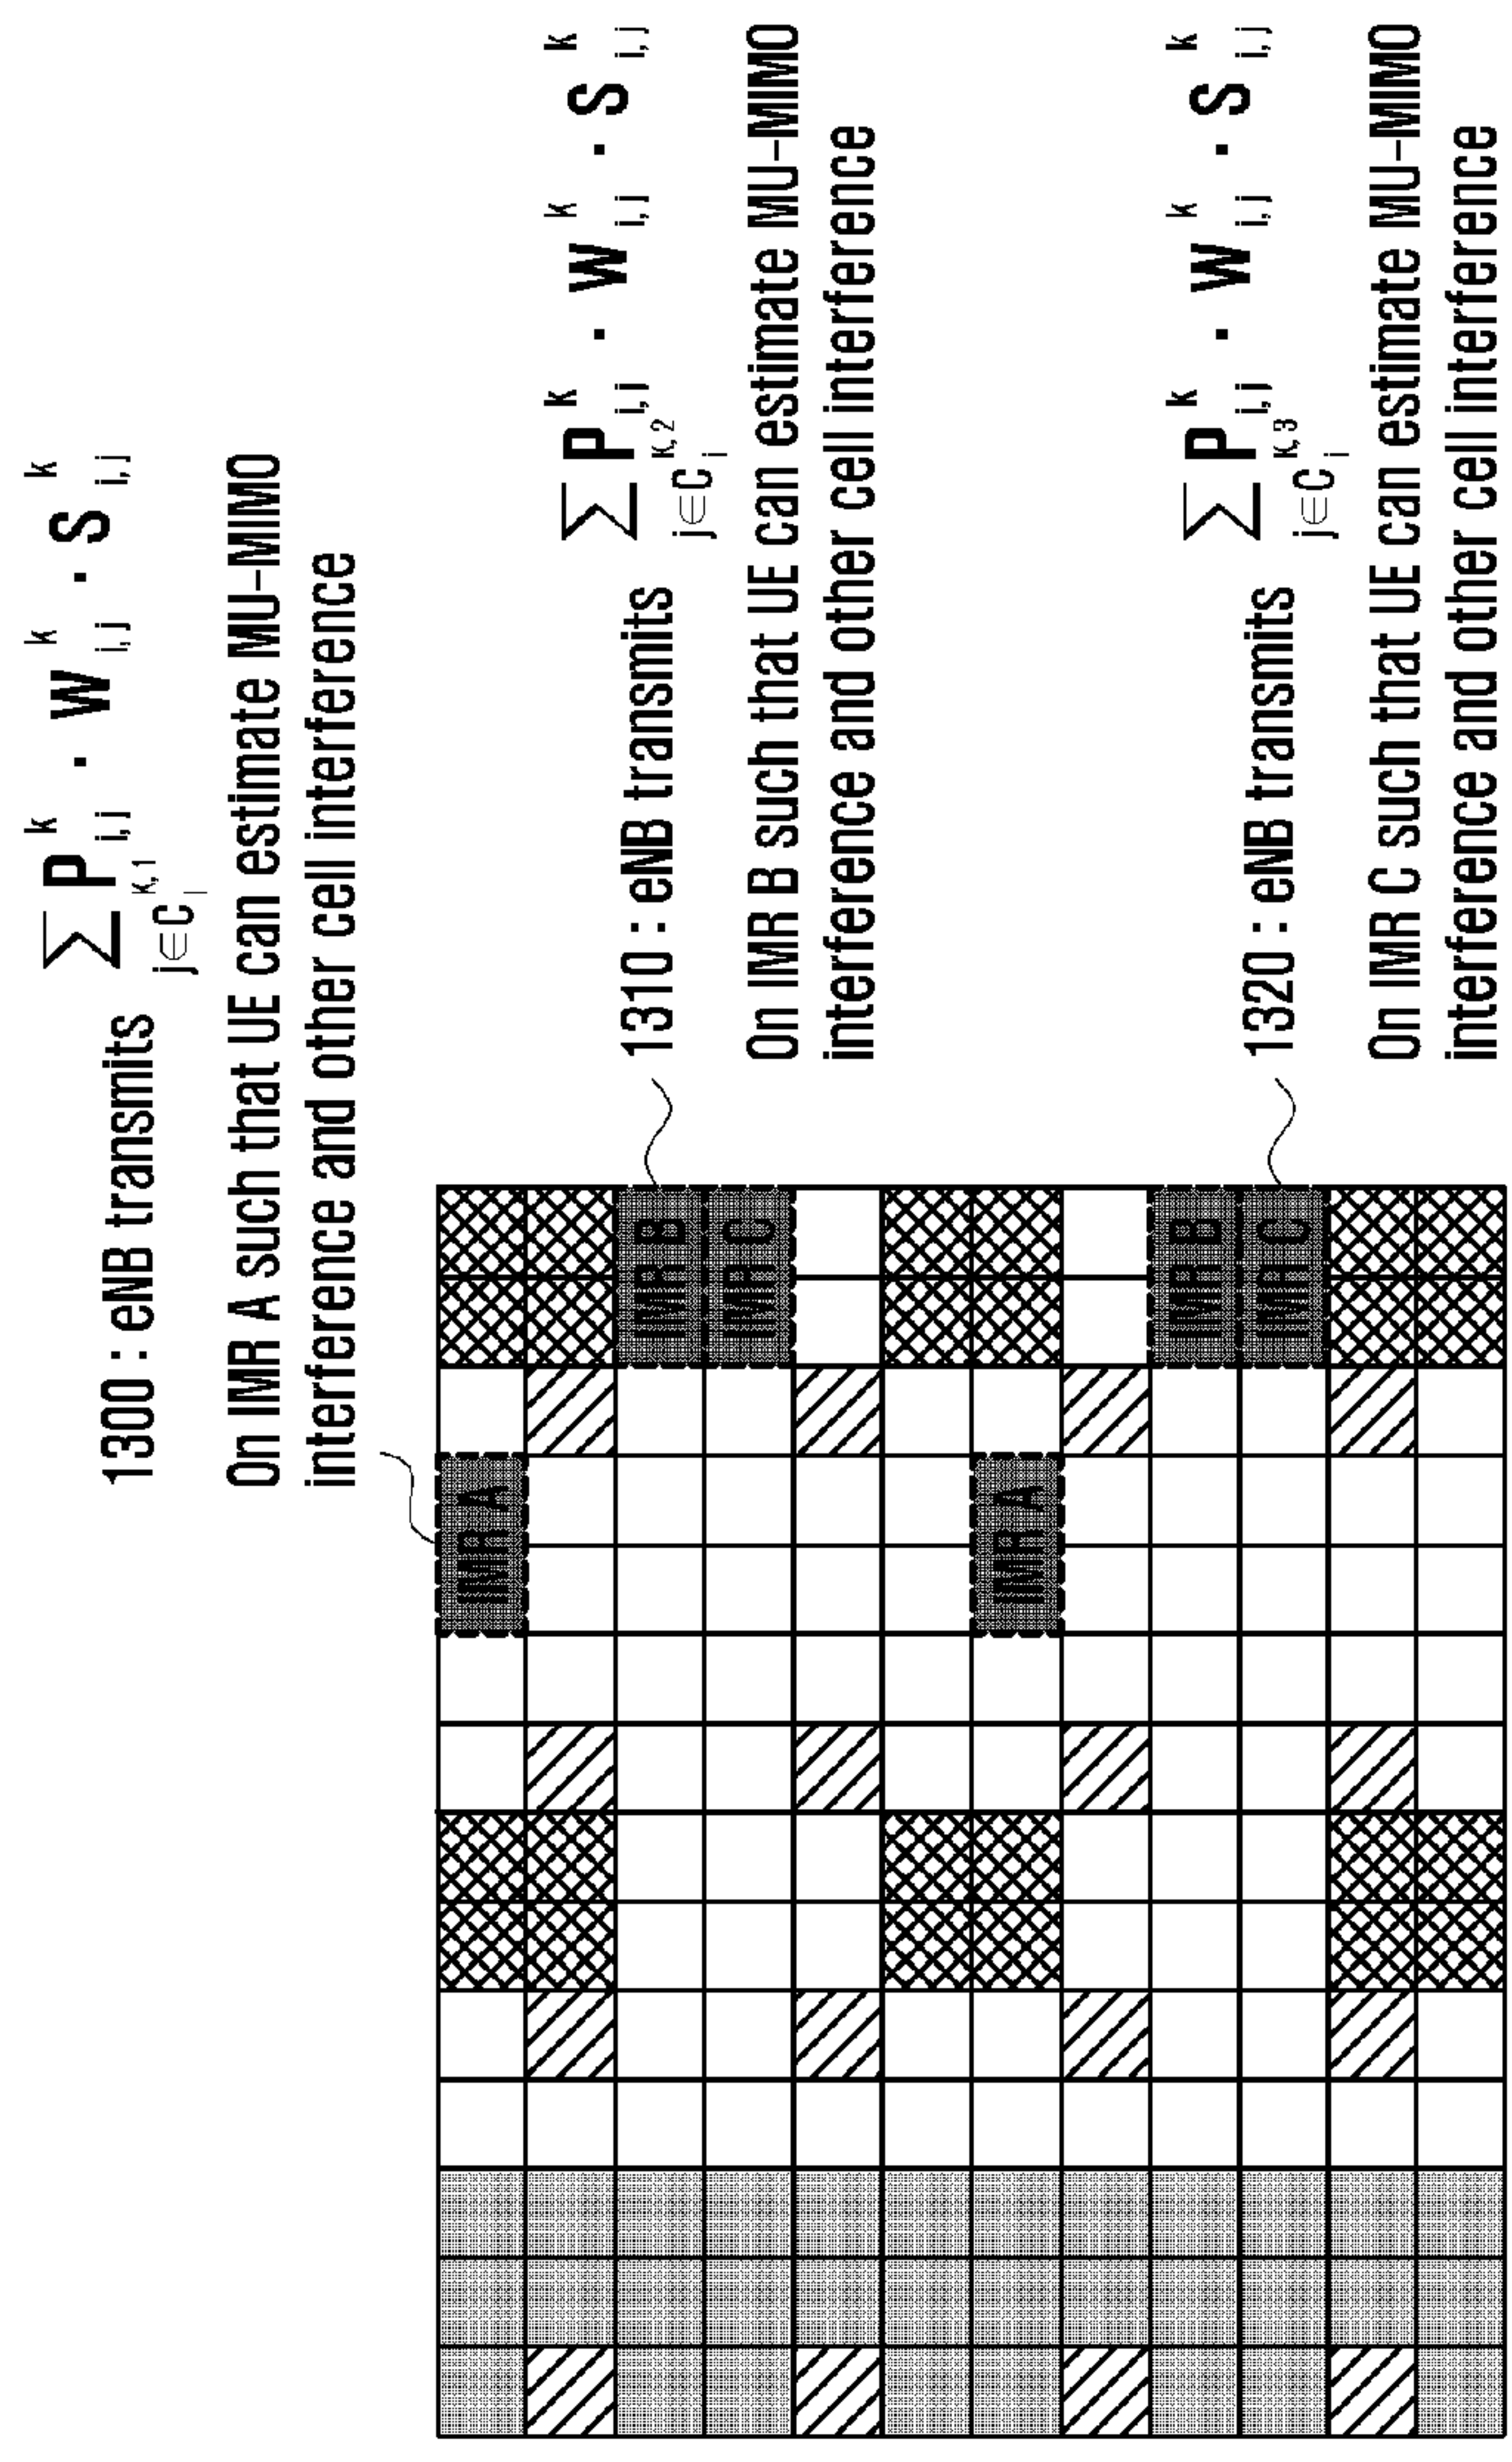 1300 : eNB transmits ∑_{j∈C_i^{K,1}} P_{i,j}^k · W_{i,j}^k · S_{i,j}^k
On IMR A such that UE can estimate MU-MIMO
interference and other cell interference
1310 : eNB transmits ∑_{j∈C_i^{K,2}} P_{i,j}^k · W_{i,j}^k · S_{i,j}^k
On IMR B such that UE can estimate MU-MIMO
interference and other cell interference
1320 : eNB transmits ∑_{j∈C_i^{K,3}} P_{i,j}^k · W_{i,j}^k · S_{i,j}^k
On IMR C such that UE can estimate MU-MIMO
interference and other cell interference
IMR A
IMR B
IMR C
IMR A
IMR B
IMR C